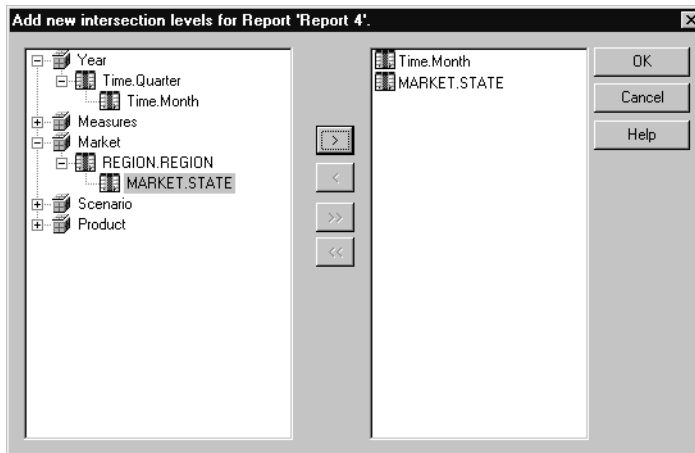 Add new intersection levels for Report 'Report 4'.
Year
Time.Quarter
Time.Month
Measures
Market
REGION.REGION
MARKET.STATE
Scenario
Product
>
<
>>
<<
Time.Month
MARKET.STATE
OK
Cancel
Help